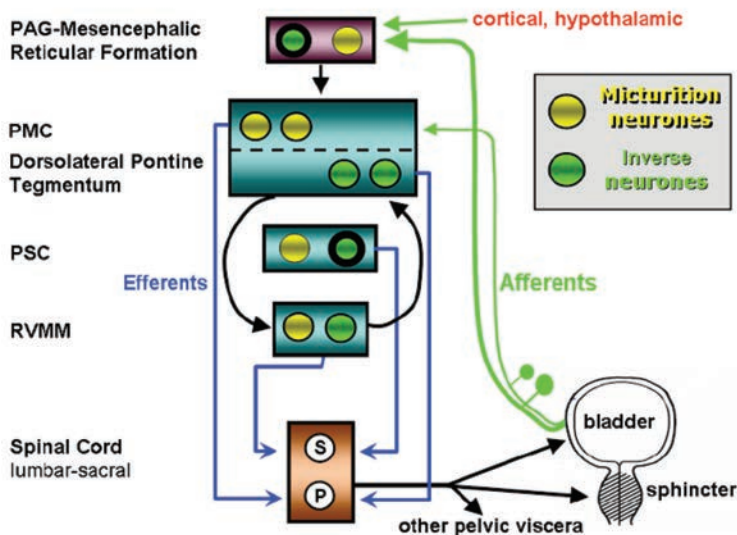 PAG-Mesencephalic
Reticular Formation
cortical, hypothalamic
Micturition
neurones
Inverse
neurones
PMC
Dorsolateral Pontine
Tegmentum
PSC
Efferents
Afferents
RVMM
Spinal Cord
lumbar-sacral
S
P
bladder
sphincter
other pelvic viscera